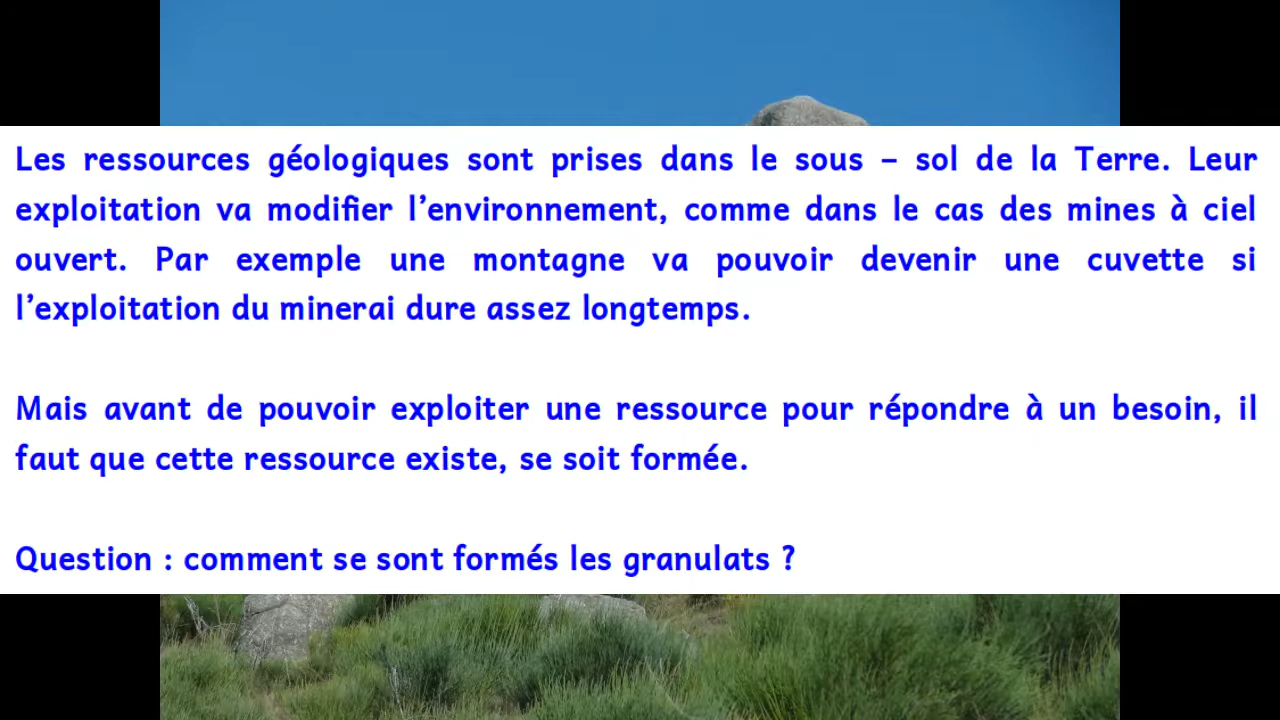 Les ressources géologiques sont prises dans le sous – sol de la Terre. Leur
exploitation va modifier l’environnement, comme dans le cas des mines à ciel
ouvert. Par exemple une montagne va pouvoir devenir une cuvette si
l’exploitation du minerai dure assez longtemps.
Mais avant de pouvoir exploiter une ressource pour répondre à un besoin, il
faut que cette ressource existe, se soit formée.
Question : comment se sont formés les granulats ?